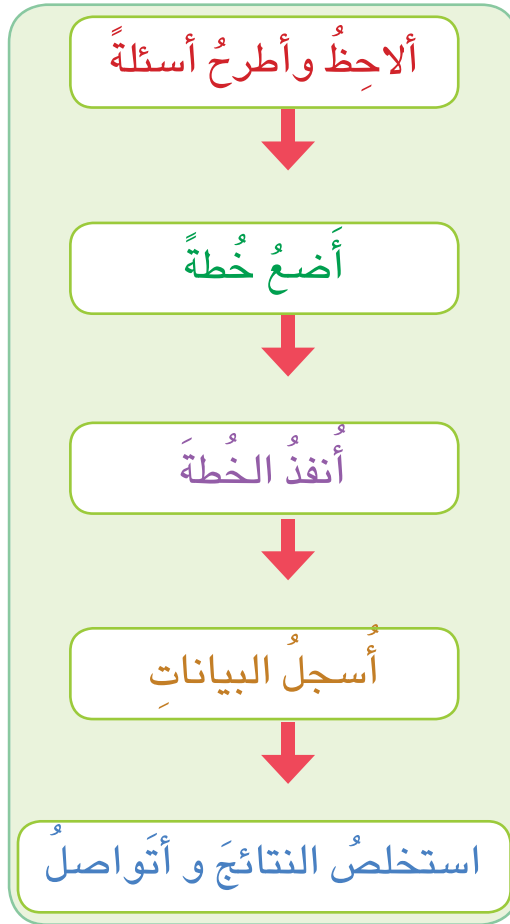 ألاحِظُ وأطرحُ أسئلةً
أَضعُ خُطةً
أُنفذُ الخُطةَ
أُسجلُ البياناتِ
استخلصُ النتائجَ و أتَواصلُ